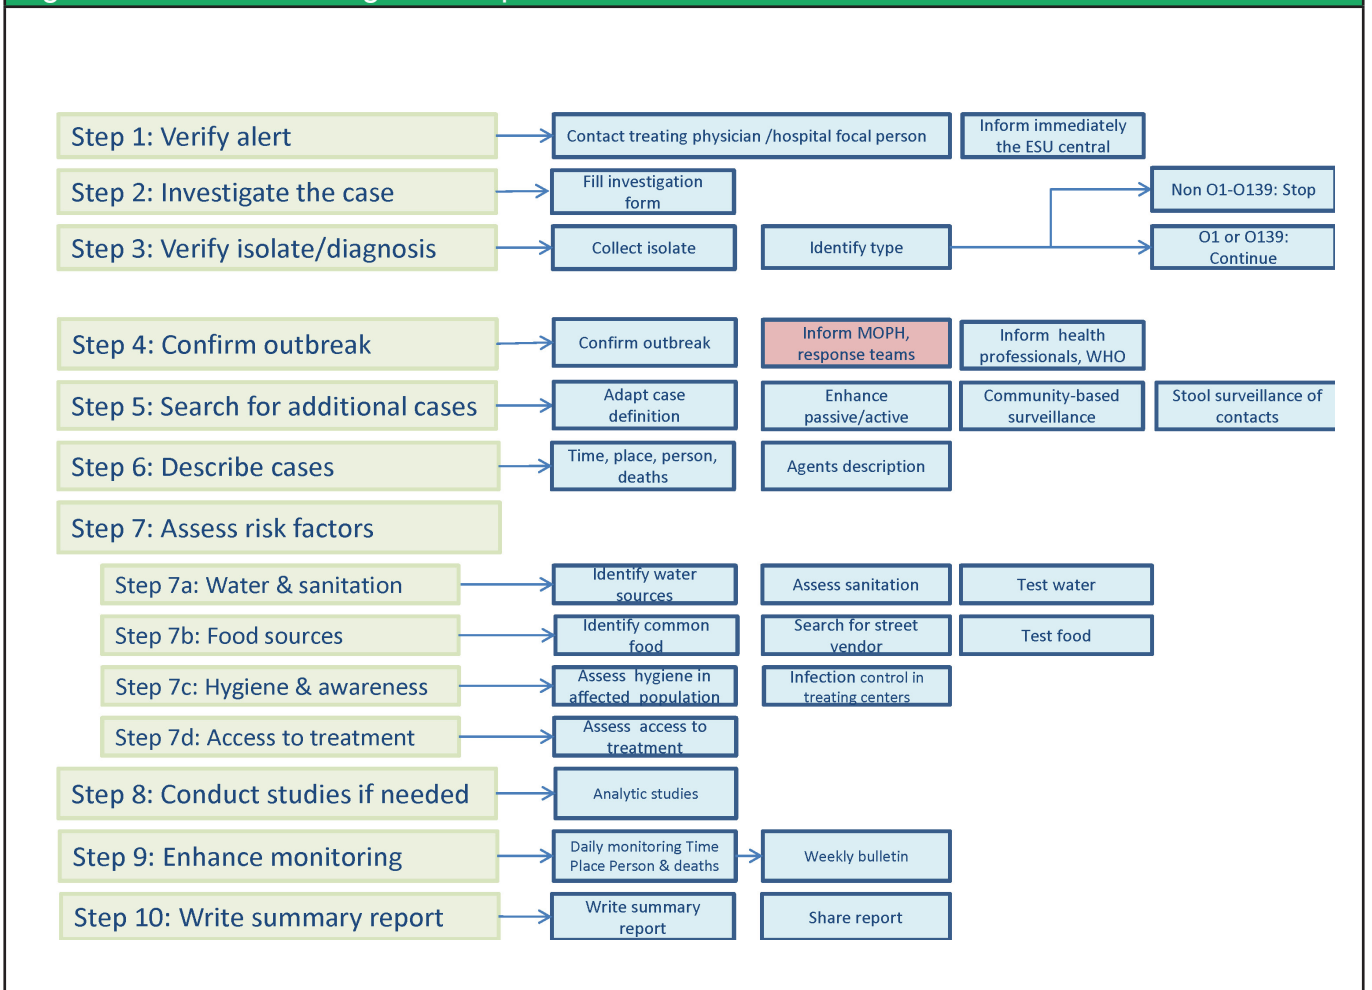 Step 1: Verify alert
Contact treating physician /hospital focal person
Inform immediately
the ESU central
Step 2: Investigate the case
Fill investigation
form
Non O1-O139: Stop
Step 3: Verify isolate/diagnosis
Collect isolate
Identify type
O1 or O139:
Continue
Step 4: Confirm outbreak
Confirm outbreak
Inform MOPH,
response teams
Inform health
professionals, WHO
Step 5: Search for additional cases
Adapt case
definition
Enhance
passive/active
Community-based
surveillance
Stool surveillance of
contacts
Step 6: Describe cases
Time, place, person,
deaths
Agents description
Step 7: Assess risk factors
Step 7a: Water & sanitation
Identify water
sources
Assess sanitation
Test water
Step 7b: Food sources
Identify common
food
Search for street
vendor
Test food
Step 7c: Hygiene & awareness
Assess hygiene in
affected population
Infection control in
treating centers
Step 7d: Access to treatment
Assess access to
treatment
Step 8: Conduct studies if needed
Analytic studies
Step 9: Enhance monitoring
Daily monitoring Time
Place Person & deaths
Weekly bulletin
Step 10: Write summary report
Write summary
report
Share report